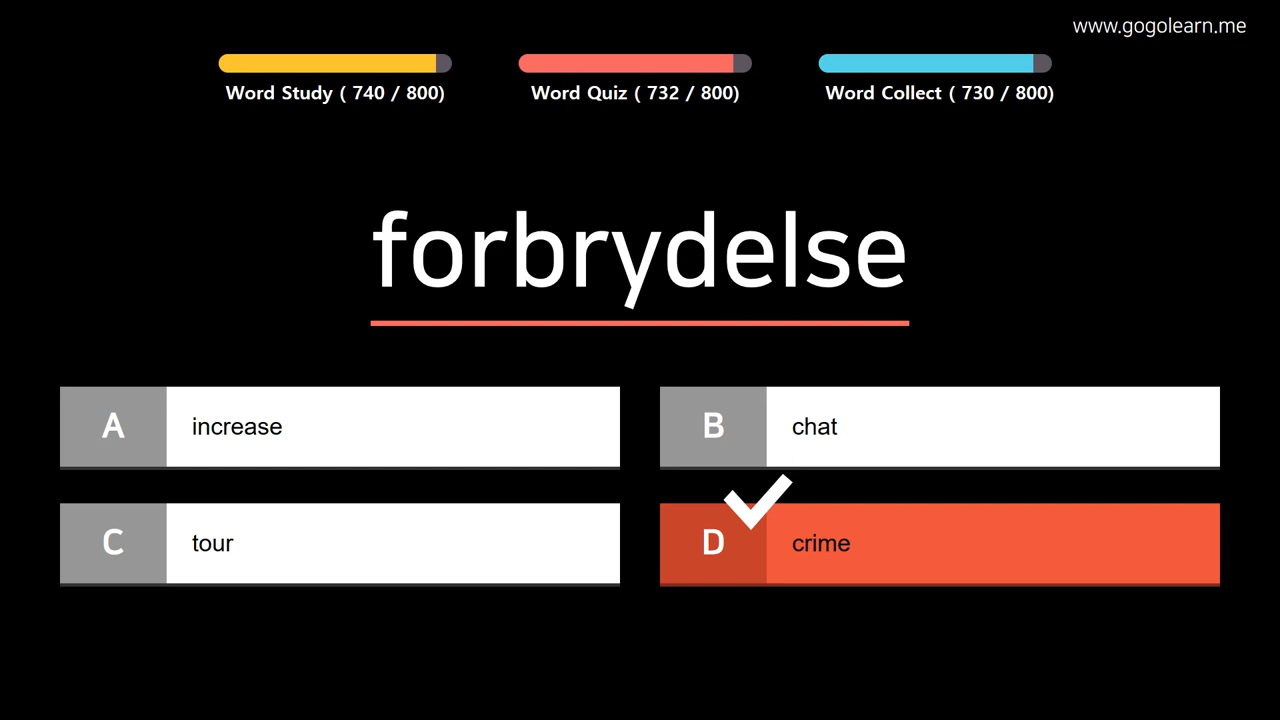 www.gogolearn.me
Word Study ( 740 / 800)
Word Quiz ( 732 / 800)
Word Collect ( 730 / 800)
forbrydelse
A increase
B chat
C tour
D crime